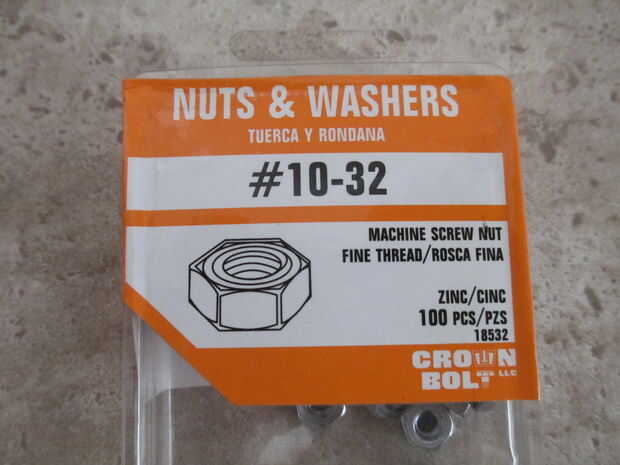 NUTS & WASHERS
TUERCA Y RONDANA
#10-32
MACHINE SCREW NUT
FINE THREAD/ROSCA FINA
ZINC/CINC
100 PCS/PZS
18532
CROWN
BOLT LLC